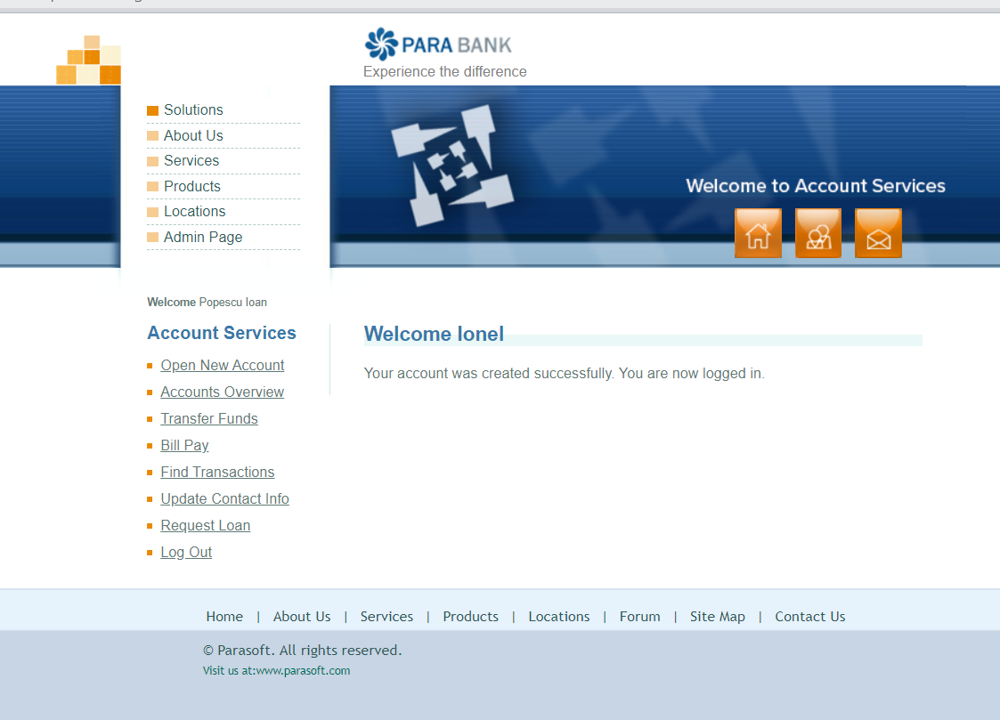 PARA BANK
Experience the difference
Solutions
About Us
Services
Products
Locations
Admin Page
Welcome to Account Services
Welcome Popescu Ioan
Account Services
Open New Account
Accounts Overview
Transfer Funds
Bill Pay
Find Transactions
Update Contact Info
Request Loan
Log Out
Welcome Ionel
Your account was created successfully. You are now logged in.
Home | About Us | Services | Products | Locations | Forum | Site Map | Contact Us
© Parasoft. All rights reserved.
Visit us at:www.parasoft.com